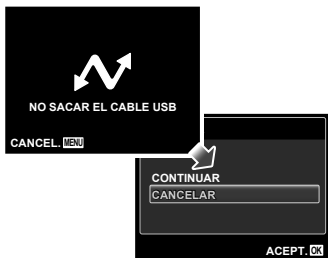 NO SACAR EL CABLE USB
CANCEL. MENU
CONTINUAR
CANCELAR
ACEPT. OK